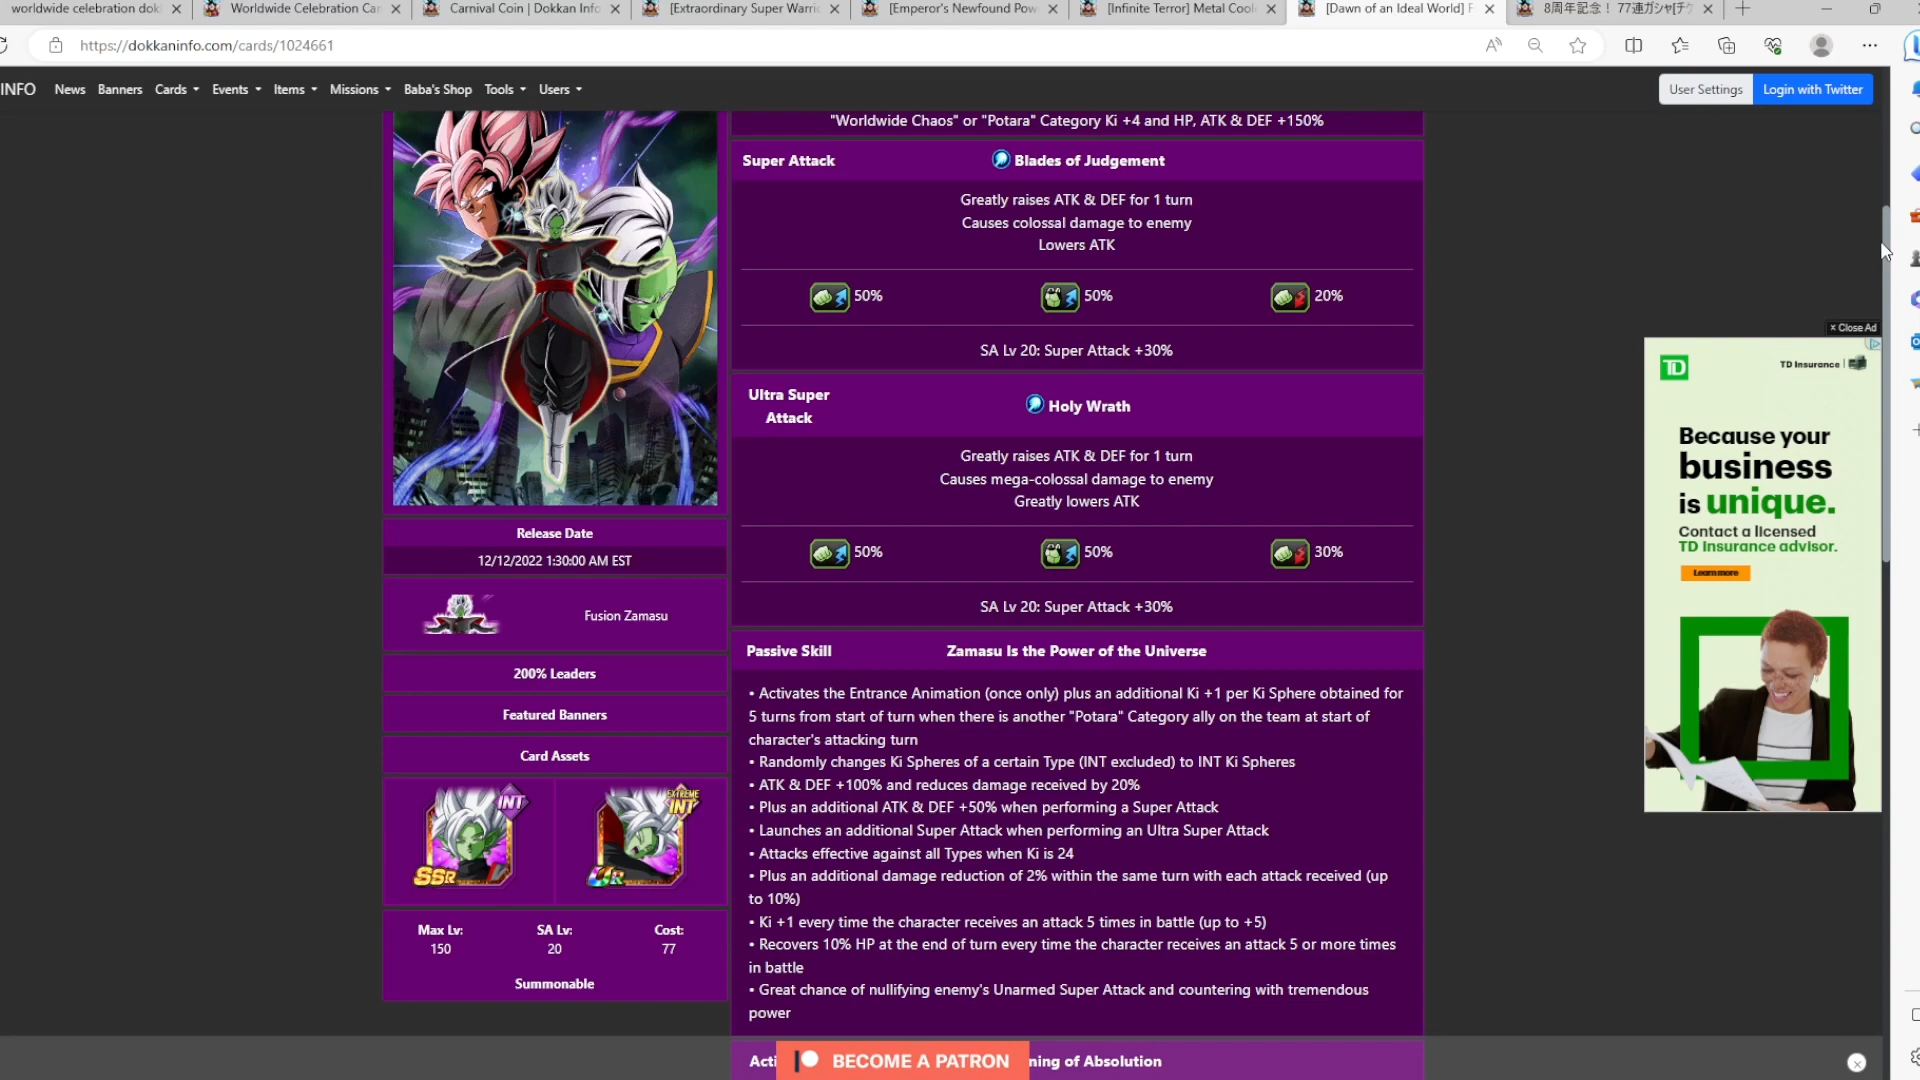 worldwide celebration dok
Worldwide Celebration Car
Carnival Coin | Dokkan Info
[Extraordinary Super Warric
[Emperor's Newfound Pow
[Infinite Terror] Metal Coole
[Dawn of an Ideal World] F
8周年記念！ 77連ガシャ[チケ
https://dokkaninfo.com/cards/1024661
INFO News Banners Cards Events Items Missions Baba's Shop Tools Users
User Settings Login with Twitter
"Worldwide Chaos" or "Potara" Category Ki +4 and HP, ATK & DEF +150%
Super Attack Blades of Judgement
Greatly raises ATK & DEF for 1 turn
Causes colossal damage to enemy
Lowers ATK
50% 50% 20%
SA Lv 20: Super Attack +30%
Ultra Super
Attack
Holy Wrath
Greatly raises ATK & DEF for 1 turn
Causes mega-colossal damage to enemy
Greatly lowers ATK
50% 50% 30%
SA Lv 20: Super Attack +30%
Passive Skill Zamasu Is the Power of the Universe
• Activates the Entrance Animation (once only) plus an additional Ki +1 per Ki Sphere obtained for
5 turns from start of turn when there is another "Potara" Category ally on the team at start of
character's attacking turn
• Randomly changes Ki Spheres of a certain Type (INT excluded) to INT Ki Spheres
• ATK & DEF +100% and reduces damage received by 20%
• Plus an additional ATK & DEF +50% when performing a Super Attack
• Launches an additional Super Attack when performing an Ultra Super Attack
• Attacks effective against all Types when Ki is 24
• Plus an additional damage reduction of 2% within the same turn with each attack received (up
to 10%)
• Ki +1 every time the character receives an attack 5 times in battle (up to +5)
• Recovers 10% HP at the end of turn every time the character receives an attack 5 or more times
in battle
• Great chance of nullifying enemy's Unarmed Super Attack and countering with tremendous
power
Acti
BECOME A PATRON
ning of Absolution
Release Date
12/12/2022 1:30:00 AM EST
Fusion Zamasu
200% Leaders
Featured Banners
Card Assets
INT
SSR
EXTREME
INT
UR
Max Lv: SA Lv: Cost:
150 20 77
Summonable
× Close Ad
TD
TD Insurance
Because your
business
is unique.
Contact a licensed
TD Insurance advisor.
Learn more